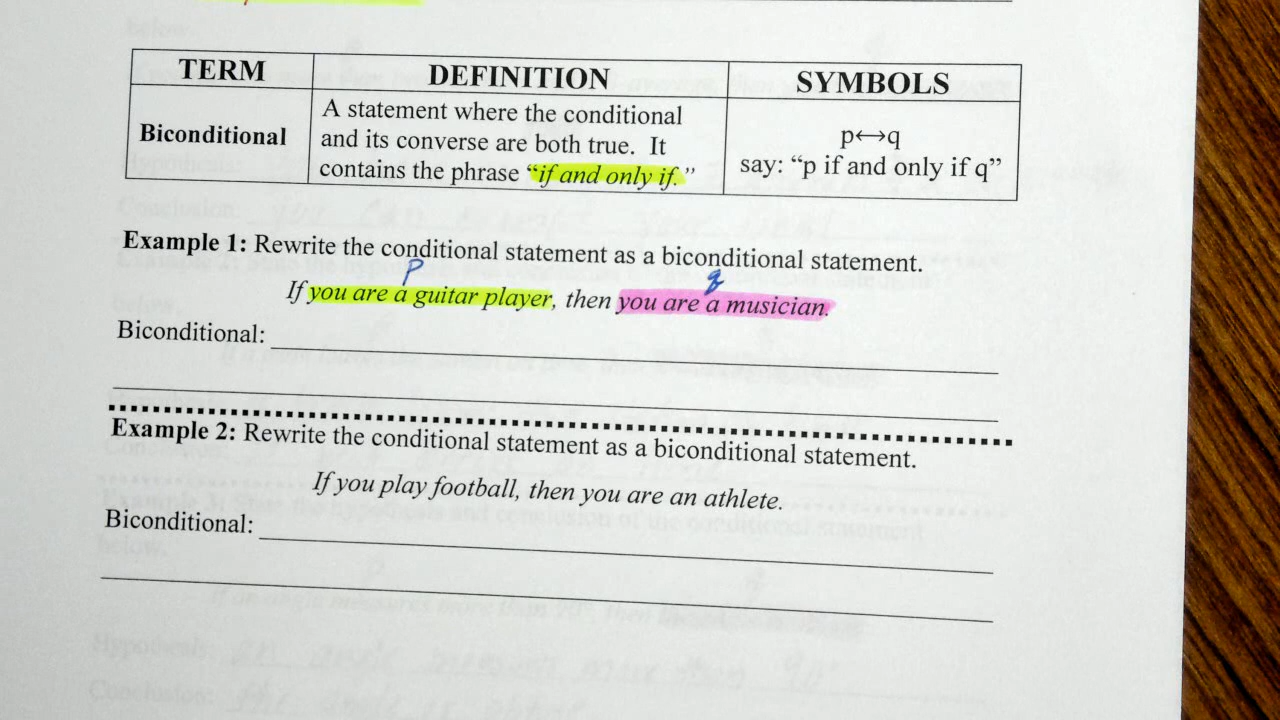 TERM DEFINITION SYMBOLS
Biconditional
A statement where the conditional
and its converse are both true. It
contains the phrase “if and only if.”
p↔q
say: “p if and only if q”
Example 1: Rewrite the conditional statement as a biconditional statement.
p q
If you are a guitar player, then you are a musician.
Biconditional:
Example 2: Rewrite the conditional statement as a biconditional statement.
If you play football, then you are an athlete.
Biconditional: